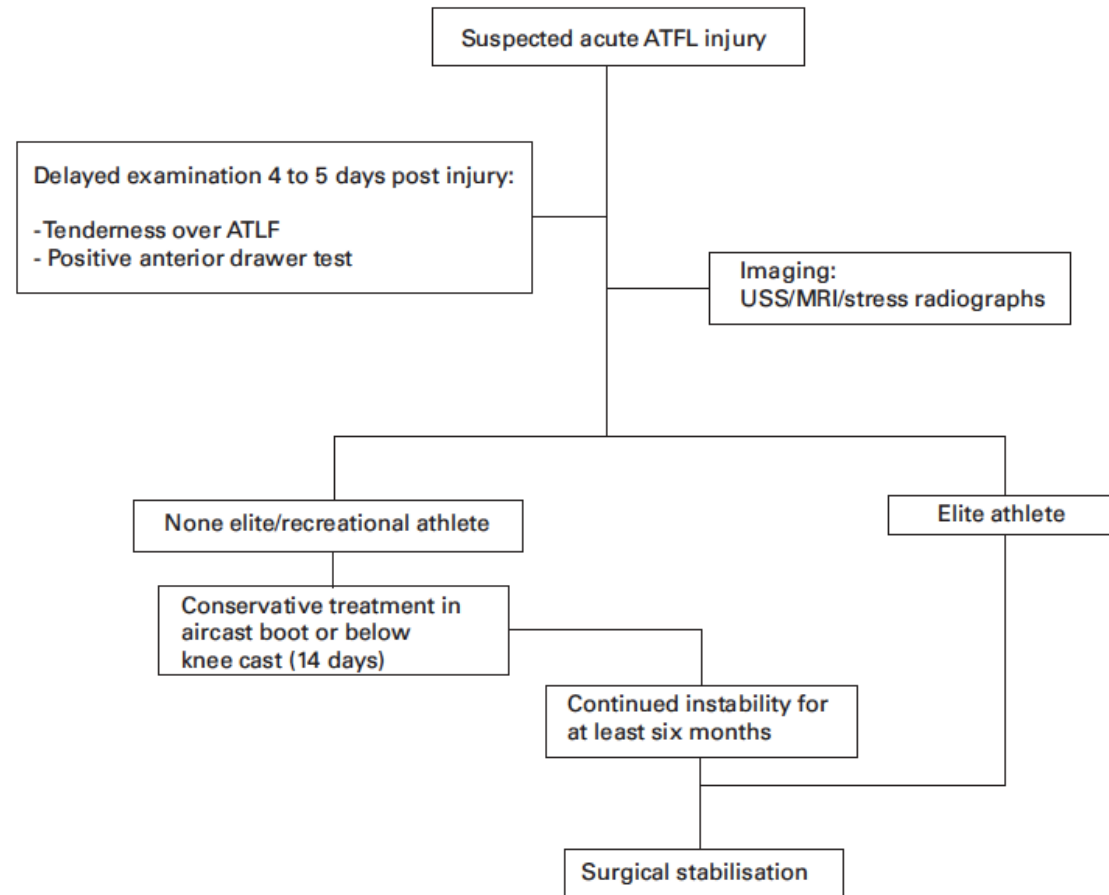 Suspected acute ATFL injury
Delayed examination 4 to 5 days post injury:
-Tenderness over ATLF
- Positive anterior drawer test
Imaging:
USS/MRI/stress radiographs
None elite/recreational athlete
Elite athlete
Conservative treatment in
aircast boot or below
knee cast (14 days)
Continued instability for
at least six months
Surgical stabilisation